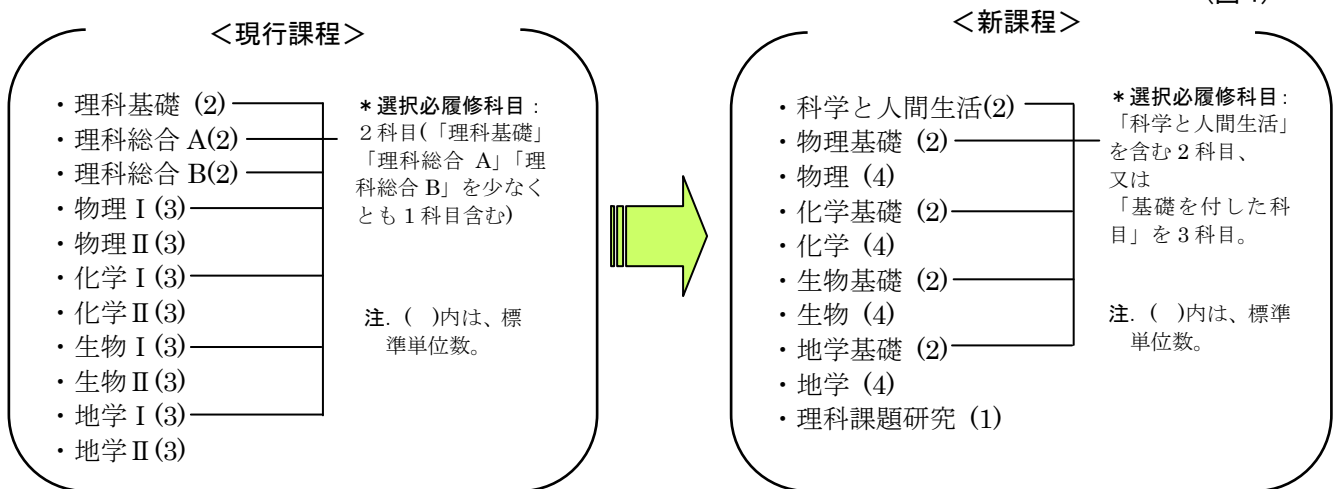 ＜現行課程＞
・理科基礎 (2)
・理科総合 A(2)
・理科総合 B(2)
・物理Ⅰ(3)
・物理Ⅱ(3)
・化学Ⅰ(3)
・化学Ⅱ(3)
・生物Ⅰ(3)
・生物Ⅱ(3)
・地学Ⅰ(3)
・地学Ⅱ(3)
＊選択必履修科目：
２科目(「理科基礎」
「理科総合 A」「理
科総合 B」を少なく
とも１科目含む)
注. ( )内は、標
準単位数。
＜新課程＞
・科学と人間生活(2)
・物理基礎 (2)
・物理 (4)
・化学基礎 (2)
・化学 (4)
・生物基礎 (2)
・生物 (4)
・地学基礎 (2)
・地学 (4)
・理科課題研究 (1)
＊選択必履修科目：
「科学と人間生活」
を含む 2 科目、
又は
「基礎を付した科
目」を 3 科目。
注. ( )内は、標準
単位数。